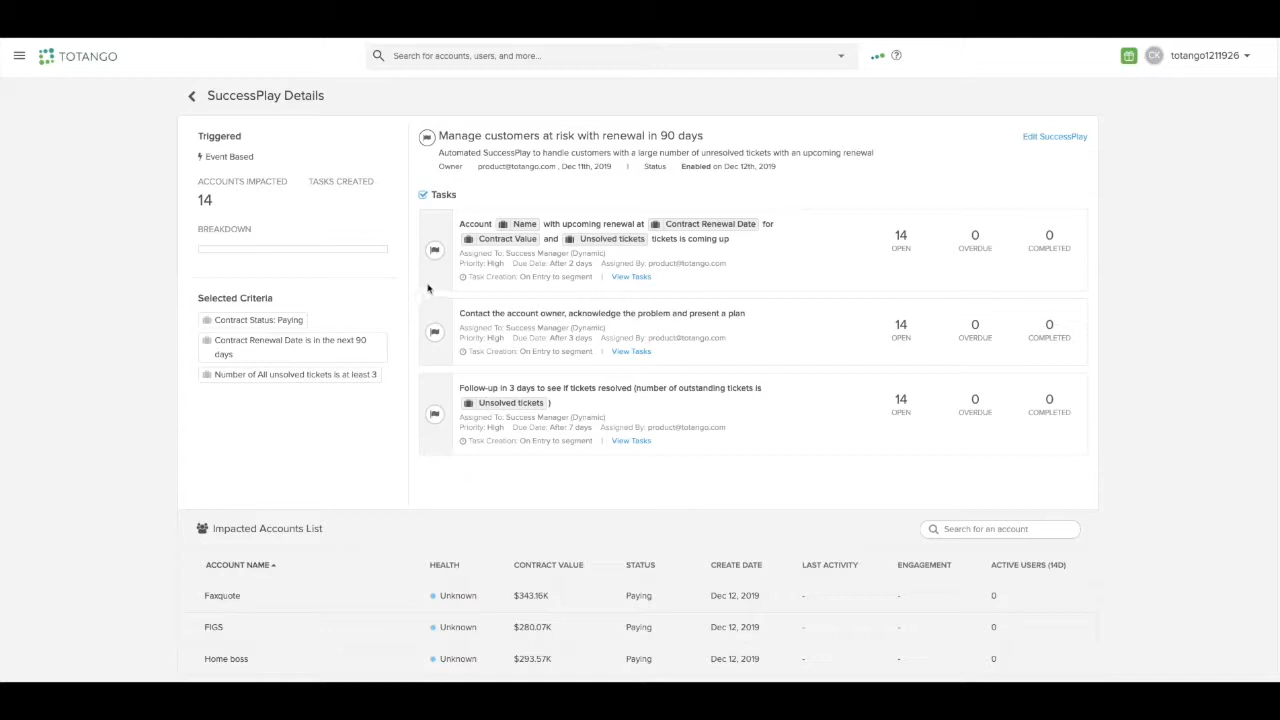 TOTANGO
Search for accounts, users, and more...
CK
totango1211926
SuccessPlay Details
Triggered
Event Based
ACCOUNTS IMPACTED TASKS CREATED
14
BREAKDOWN
Selected Criteria
Contract Status: Paying
Contract Renewal Date is in the next 90
days
Number of All unsolved tickets is at least 3
Manage customers at risk with renewal in 90 days
Edit SuccessPlay
Automated SuccessPlay to handle customers with a large number of unresolved tickets with an upcoming renewal
Owner product@totango.com , Dec 11th, 2019 | Status Enabled on Dec 12th, 2019
Tasks
Account Name with upcoming renewal at Contract Renewal Date for
Contract Value and Unsolved tickets tickets is coming up
Assigned To: Success Manager (Dynamic)
Priority: High Due Date: After 2 days Assigned By: product@totango.com
Task Creation: On Entry to segment | View Tasks
14 0 0
OPEN OVERDUE COMPLETED
Contact the account owner, acknowledge the problem and present a plan
Assigned To: Success Manager (Dynamic)
Priority: High Due Date: After 3 days Assigned By: product@totango.com
Task Creation: On Entry to segment | View Tasks
14 0 0
OPEN OVERDUE COMPLETED
Follow-up in 3 days to see if tickets resolved (number of outstanding tickets is
Unsolved tickets )
Assigned To: Success Manager (Dynamic)
Priority: High Due Date: After 7 days Assigned By: product@totango.com
Task Creation: On Entry to segment | View Tasks
14 0 0
OPEN OVERDUE COMPLETED
Impacted Accounts List
Search for an account
ACCOUNT NAME HEALTH CONTRACT VALUE STATUS CREATE DATE LAST ACTIVITY ENGAGEMENT ACTIVE USERS (14D)
Faxquote Unknown $343.16K Paying Dec 12, 2019 - - 0
FIGS Unknown $280.07K Paying Dec 12, 2019 - - 0
Home boss Unknown $293.57K Paying Dec 12, 2019 - - 0